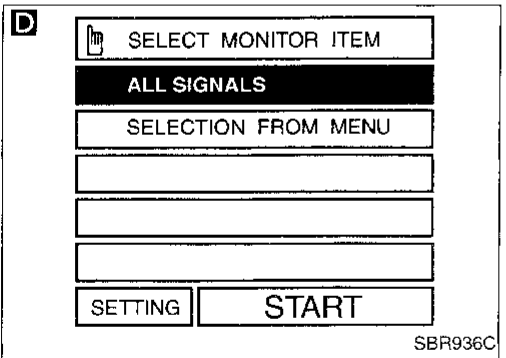 D
SELECT MONITOR ITEM
ALL SIGNALS
SELECTION FROM MENU
SETTING START
SBR936C